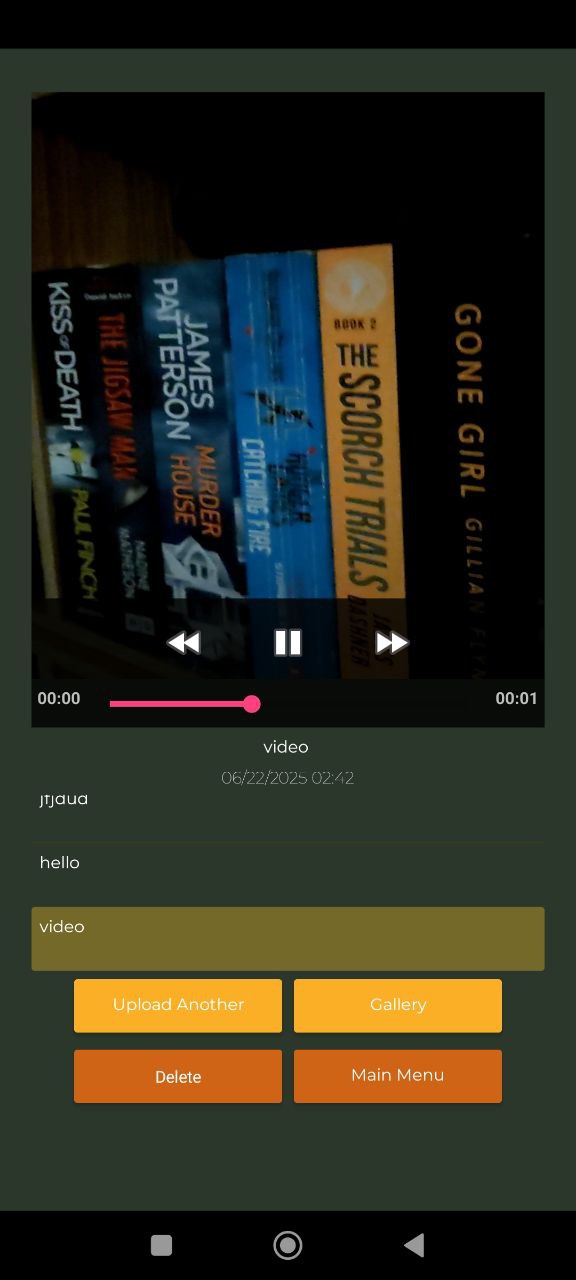 KISS OF DEATH
PAUL FINCH
THE JIGSAW MAN
NADINE
MATHESON
JAMES
PATTERSON
MURDER
HOUSE
CATCHING FIRE
BOOK 2
THE
SCORCH TRIALS
DASHNER
GONE GIRL GILLIAN FLYNN
00:00
00:01
video
06/22/2025 02:42
jfjdud
hello
video
Upload Another
Gallery
Delete
Main Menu